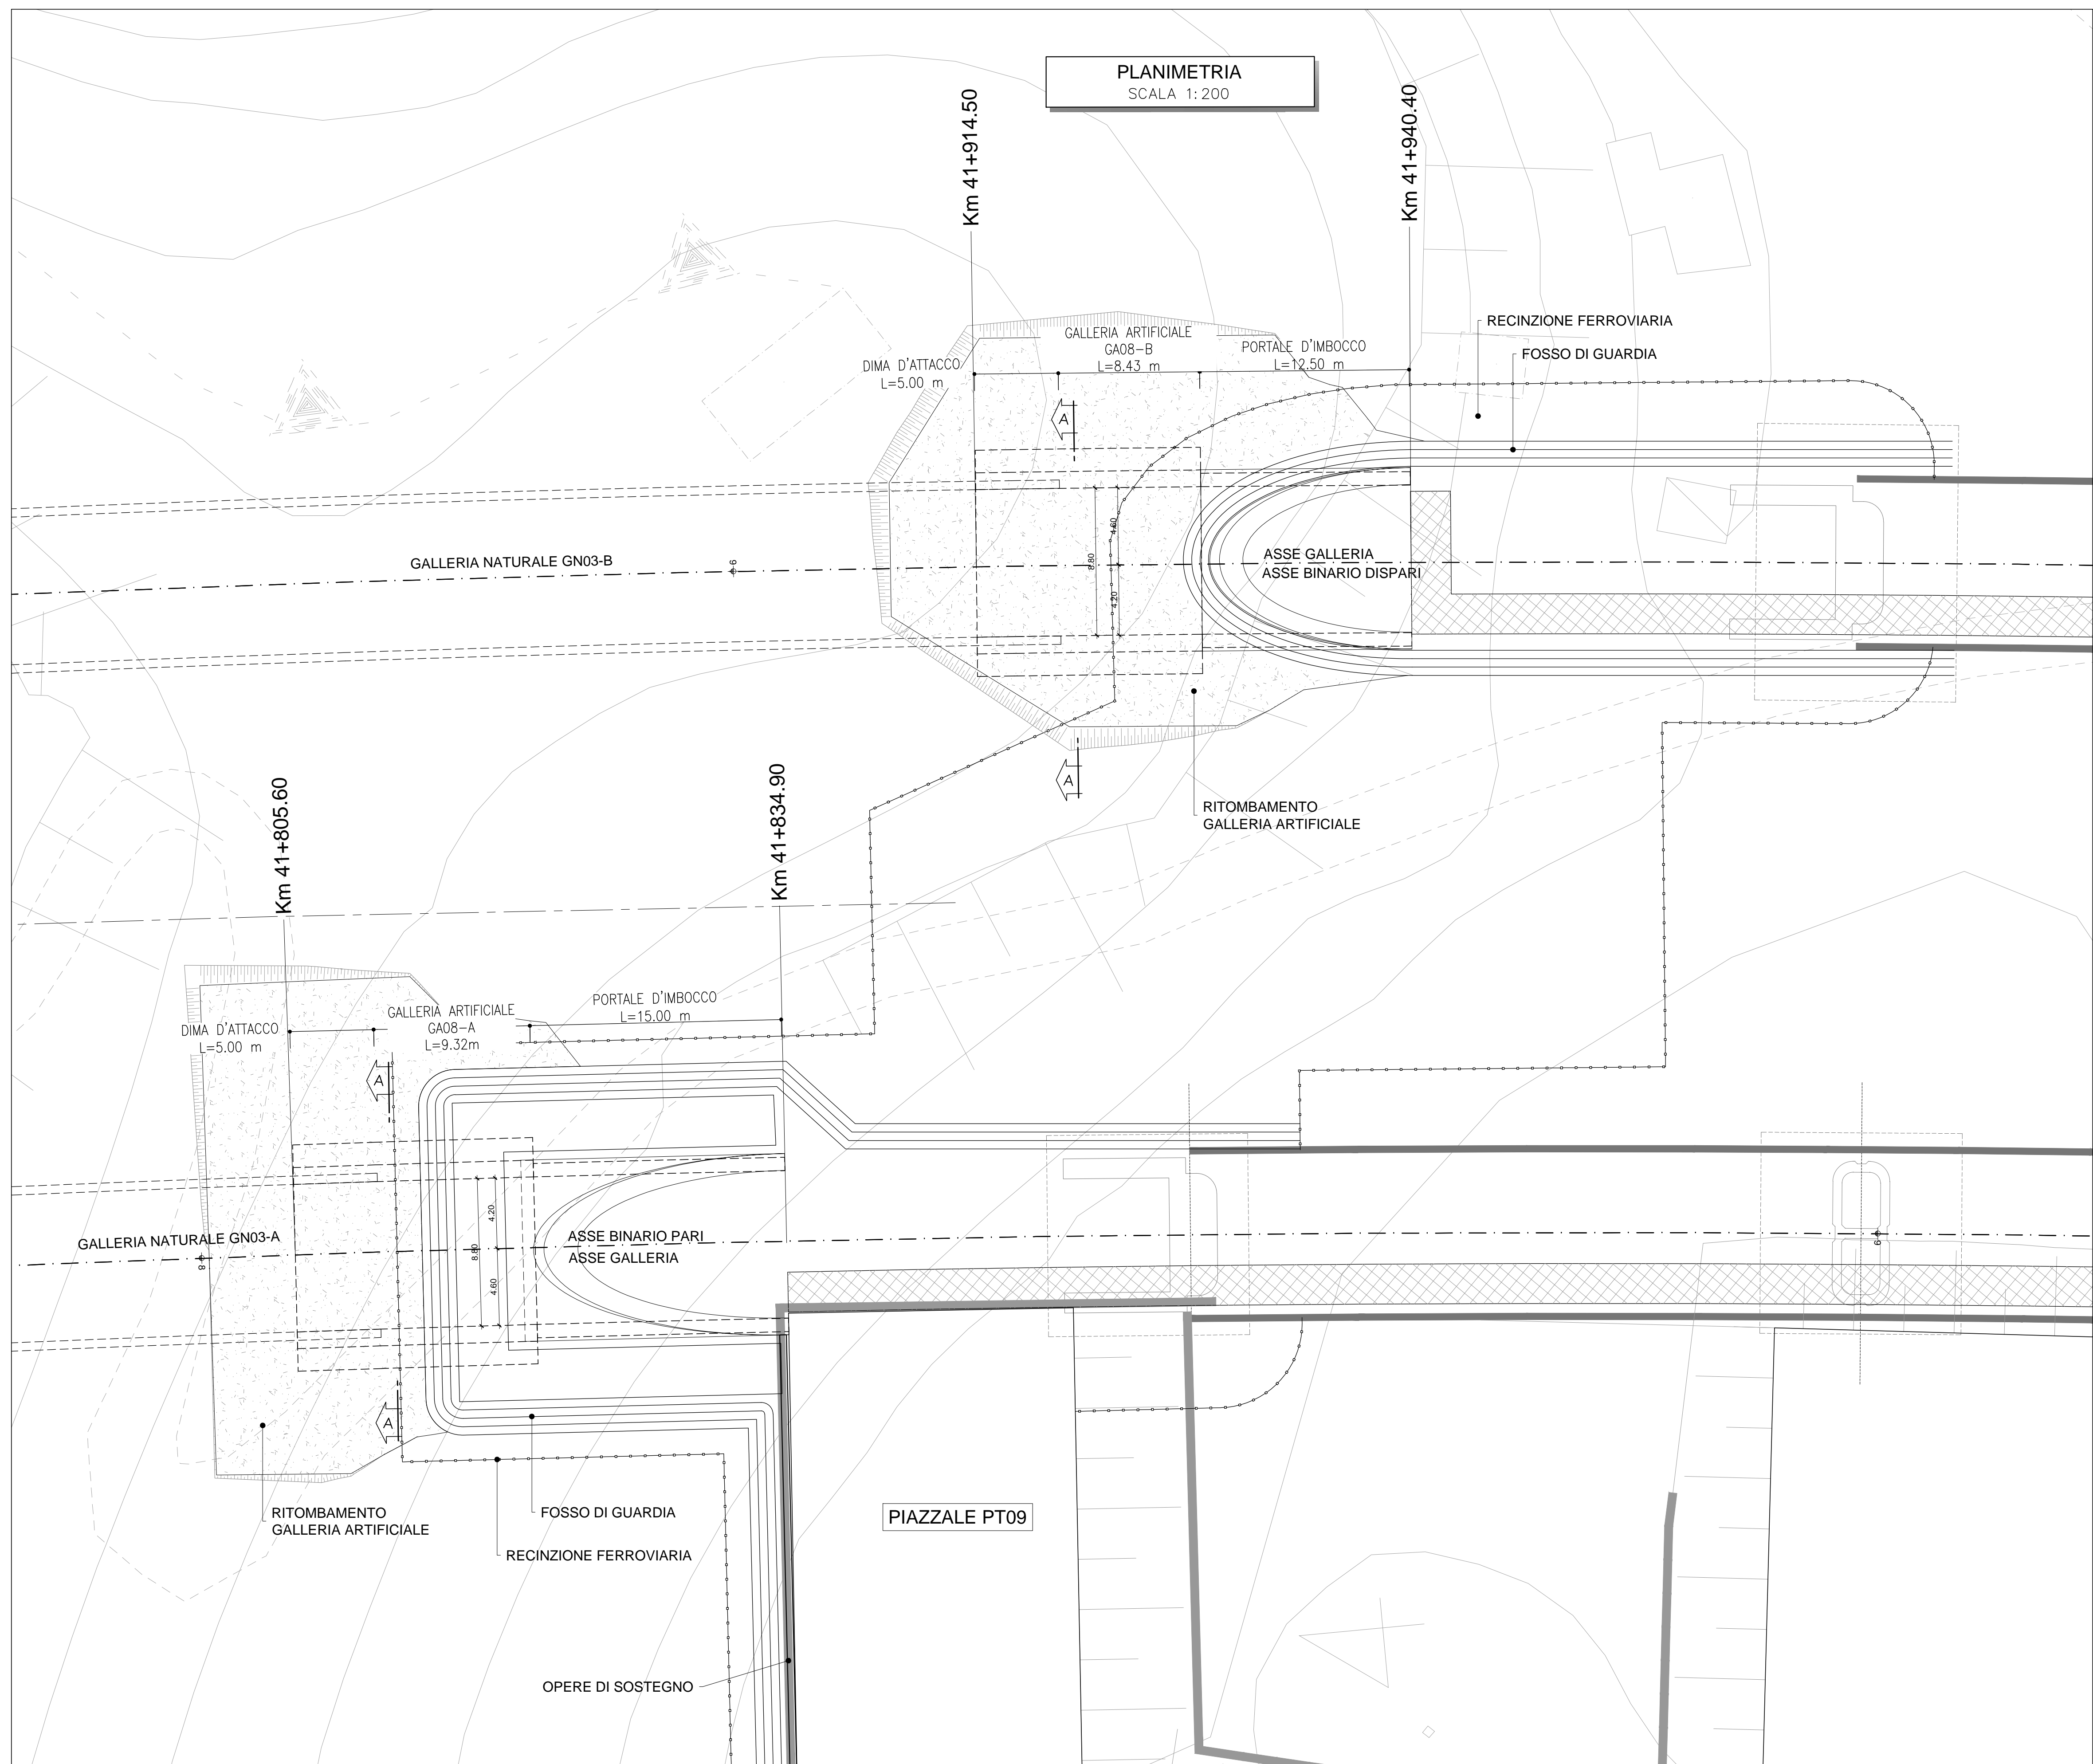 PLANIMETRIA
SCALA 1:200
Km 41+914.50
Km 41+940.40
RECINZIONE FERROVIARIA
FOSSO DI GUARDIA
DIMA D'ATTACCO
L=5.00 m
GALLERIA ARTIFICIALE
GA08-B
L=8.43 m
PORTALE D'IMBOCCO
L=12.50 m
A
GALLERIA NATURALE GN03-B
9
8.80
4.60
4.20
ASSE GALLERIA
ASSE BINARIO DISPARI
A
RITOMBAMENTO
GALLERIA ARTIFICIALE
Km 41+805.60
Km 41+834.90
DIMA D'ATTACCO
L=5.00 m
GALLERIA ARTIFICIALE
GA08-A
L=9.32m
PORTALE D'IMBOCCO
L=15.00 m
A
GALLERIA NATURALE GN03-A
8
8.80
4.20
4.60
ASSE BINARIO PARI
ASSE GALLERIA
9
A
RITOMBAMENTO
GALLERIA ARTIFICIALE
FOSSO DI GUARDIA
RECINZIONE FERROVIARIA
PIAZZALE PT09
OPERE DI SOSTEGNO